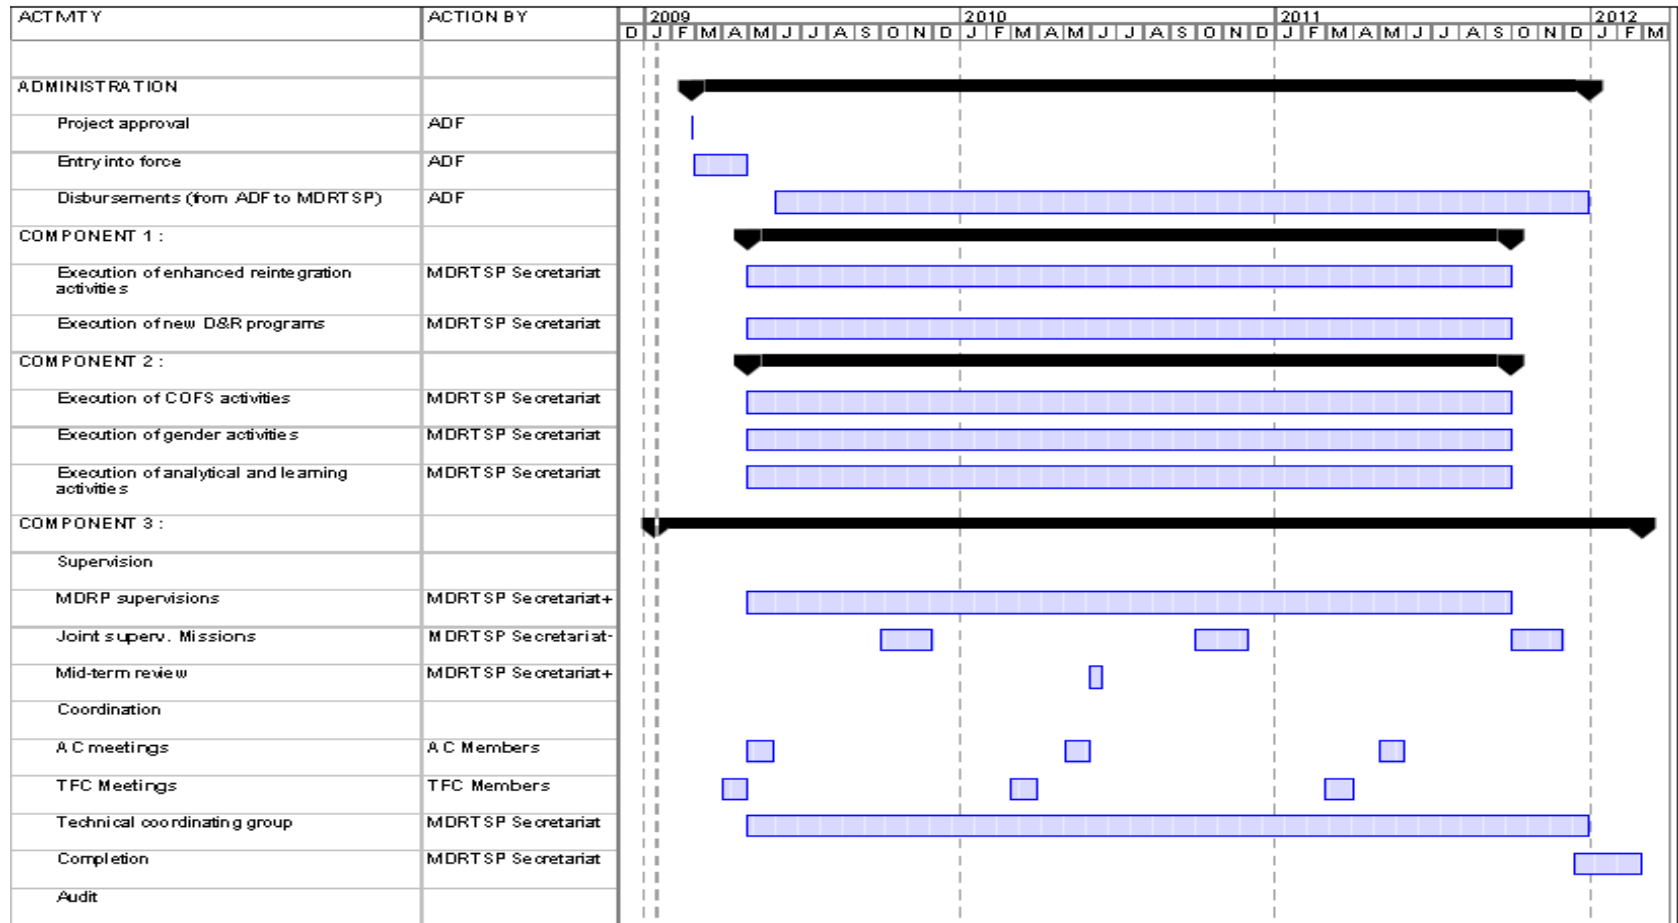 ACTIVITY ACTION BY 2009 2010 2011 2012
D J F M A M J J A S O N D J F M A M J J A S O N D J F M A M J J A S O N D J F M
ADMINISTRATION
Project approval ADF
Entry into force ADF
Disbursements (from ADF to MDRTSP) ADF
COMPONENT 1 :
Execution of enhanced reintegration MDRTSP Secretariat
activities
Execution of new D&R programs MDRTSP Secretariat
COMPONENT 2 :
Execution of COFS activities MDRTSP Secretariat
Execution of gender activities MDRTSP Secretariat
Execution of analytical and learning MDRTSP Secretariat
activities
COMPONENT 3 :
Supervision
MDRP supervisions MDRTSP Secretariat+
Joint superv. Missions MDRTSP Secretariat-
Mid-term review MDRTSP Secretariat+
Coordination
AC meetings AC Members
TFC Meetings TFC Members
Technical coordinating group MDRTSP Secretariat
Completion MDRTSP Secretariat
Audit